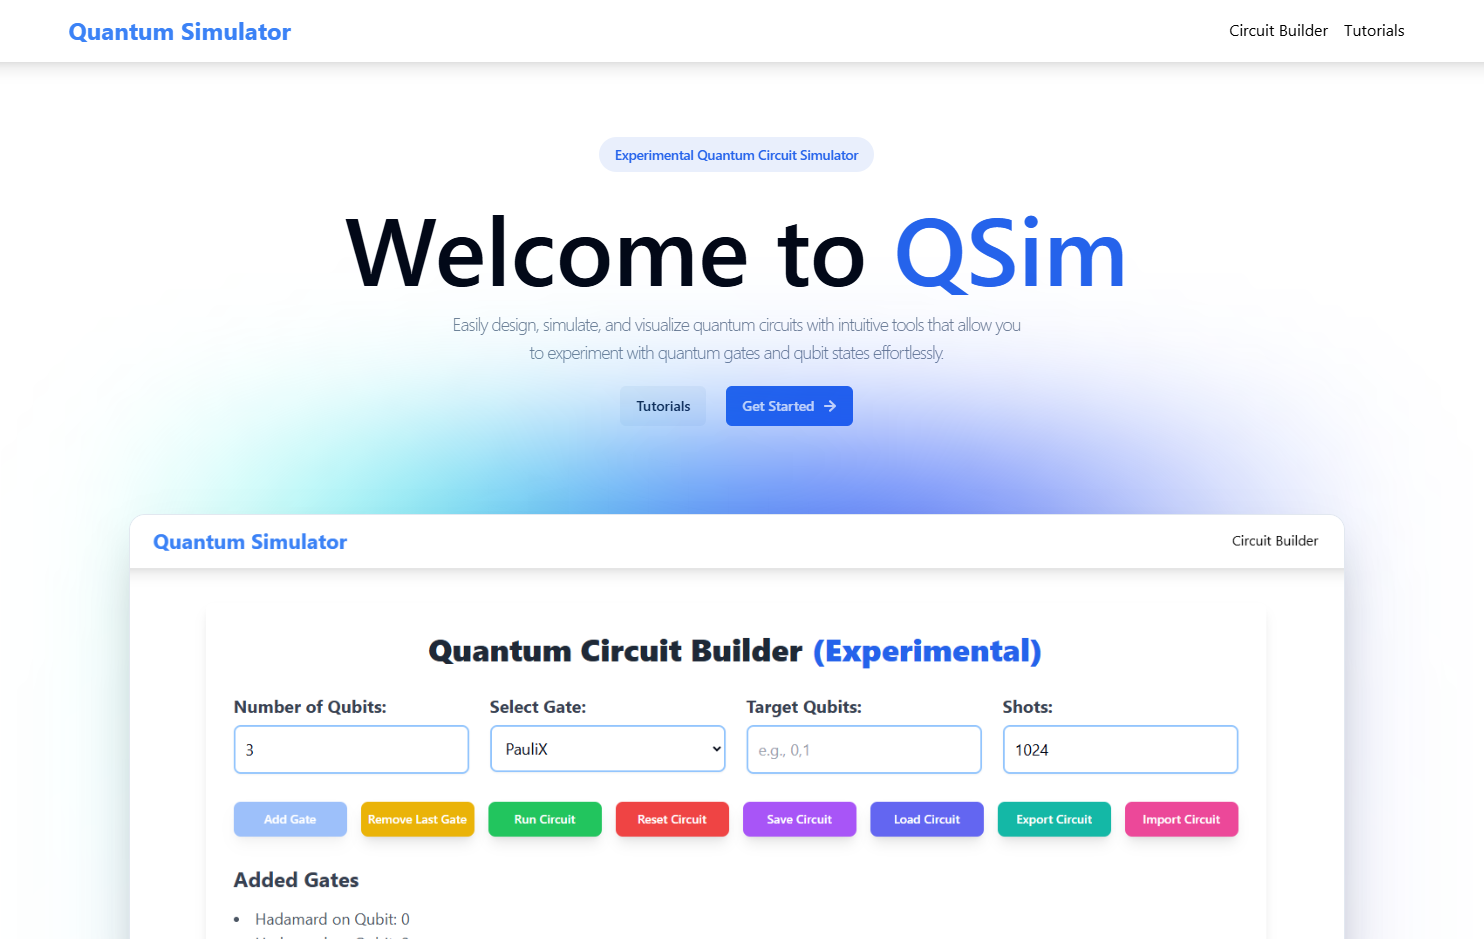 Quantum Simulator
Circuit Builder Tutorials
Experimental Quantum Circuit Simulator
Welcome to QSim
Easily design, simulate, and visualize quantum circuits with intuitive tools that allow you
to experiment with quantum gates and qubit states effortlessly.
Tutorials Get Started →
Quantum Simulator
Circuit Builder
Quantum Circuit Builder (Experimental)
Number of Qubits: Select Gate: Target Qubits: Shots:
3 PauliX e.g., 0,1 1024
Add Gate Remove Last Gate Run Circuit Reset Circuit Save Circuit Load Circuit Export Circuit Import Circuit
Added Gates
• Hadamard on Qubit: 0